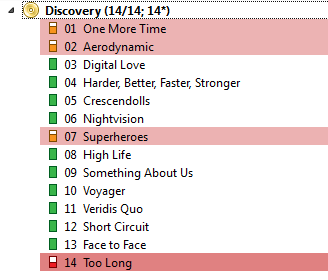 Discovery (14/14; 14*)
01 One More Time
02 Aerodynamic
03 Digital Love
04 Harder, Better, Faster, Stronger
05 Crescendolls
06 Nightvision
07 Superheroes
08 High Life
09 Something About Us
10 Voyager
11 Veridis Quo
12 Short Circuit
13 Face to Face
14 Too Long